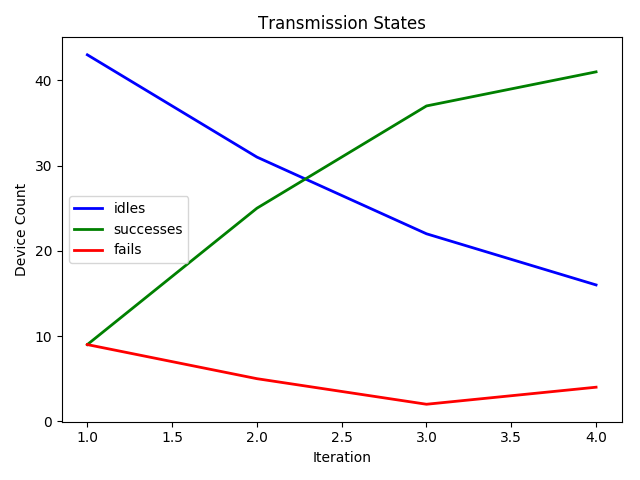 Transmission States
Device Count
40
30
20
10
0
idles
successes
fails
1.0 1.5 2.0 2.5 3.0 3.5 4.0
Iteration